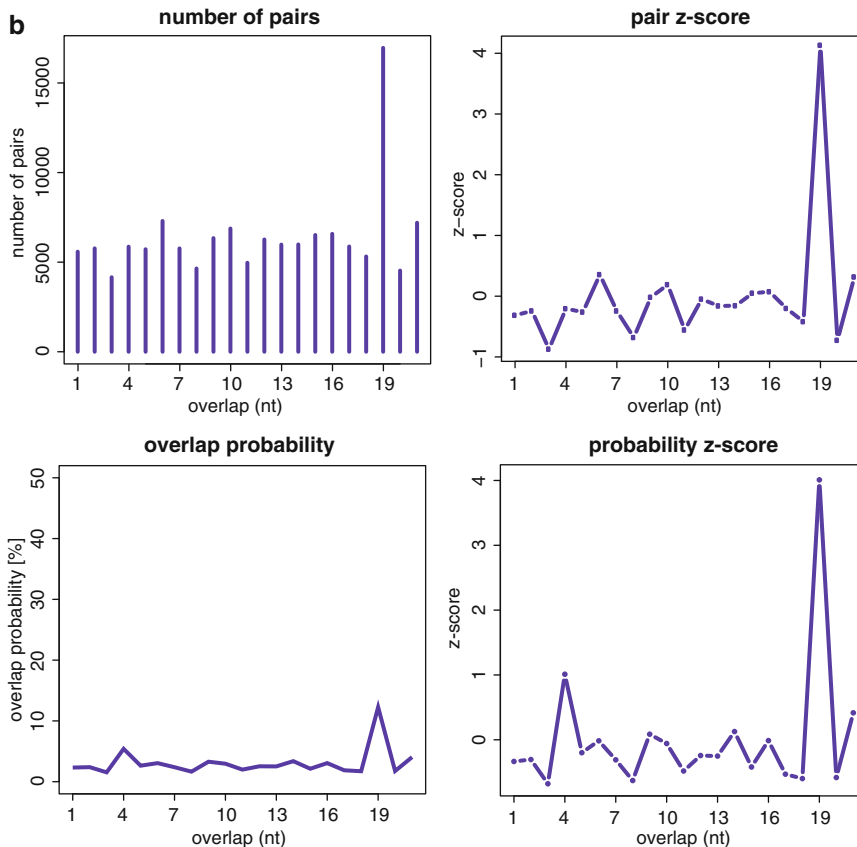 b
number of pairs
number of pairs
15000
10000
5000
0
1 4 7 10 13 16 19
overlap (nt)
pair z-score
z-score
4
3
2
1
0
-1
1 4 7 10 13 16 19
overlap (nt)
overlap probability
overlap probability [%]
50
40
30
20
10
0
1 4 7 10 13 16 19
overlap (nt)
probability z-score
z-score
4
3
4
1
0
1 4 7 10 13 16 19
overlap (nt)